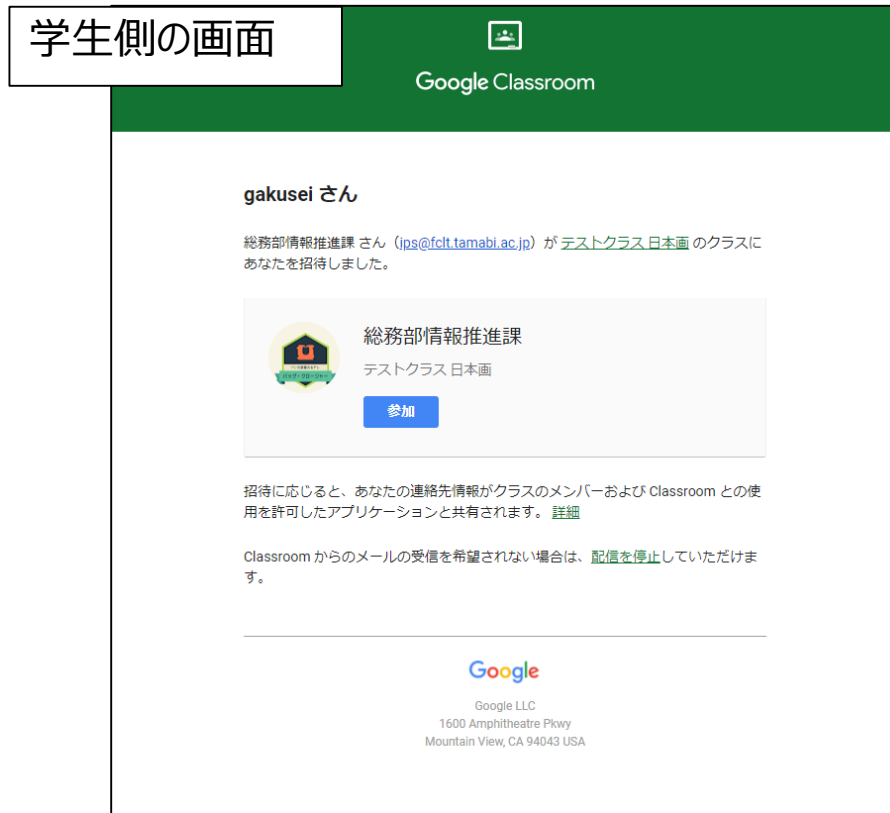 学生側の画面
Google Classroom
gakusei さん
総務部情報推進課 さん（ips@fclt.tamabi.ac.jp）が テストクラス 日本画 のクラスに
あなたを招待しました。
総務部情報推進課
テストクラス 日本画
参加
招待に応じると、あなたの連絡先情報がクラスのメンバーおよび Classroom との使
用を許可したアプリケーションと共有されます。 詳細
Classroom からのメールの受信を希望されない場合は、配信を停止していただけま
す。
Google
Google LLC
1600 Amphitheatre Pkwy
Mountain View, CA 94043 USA